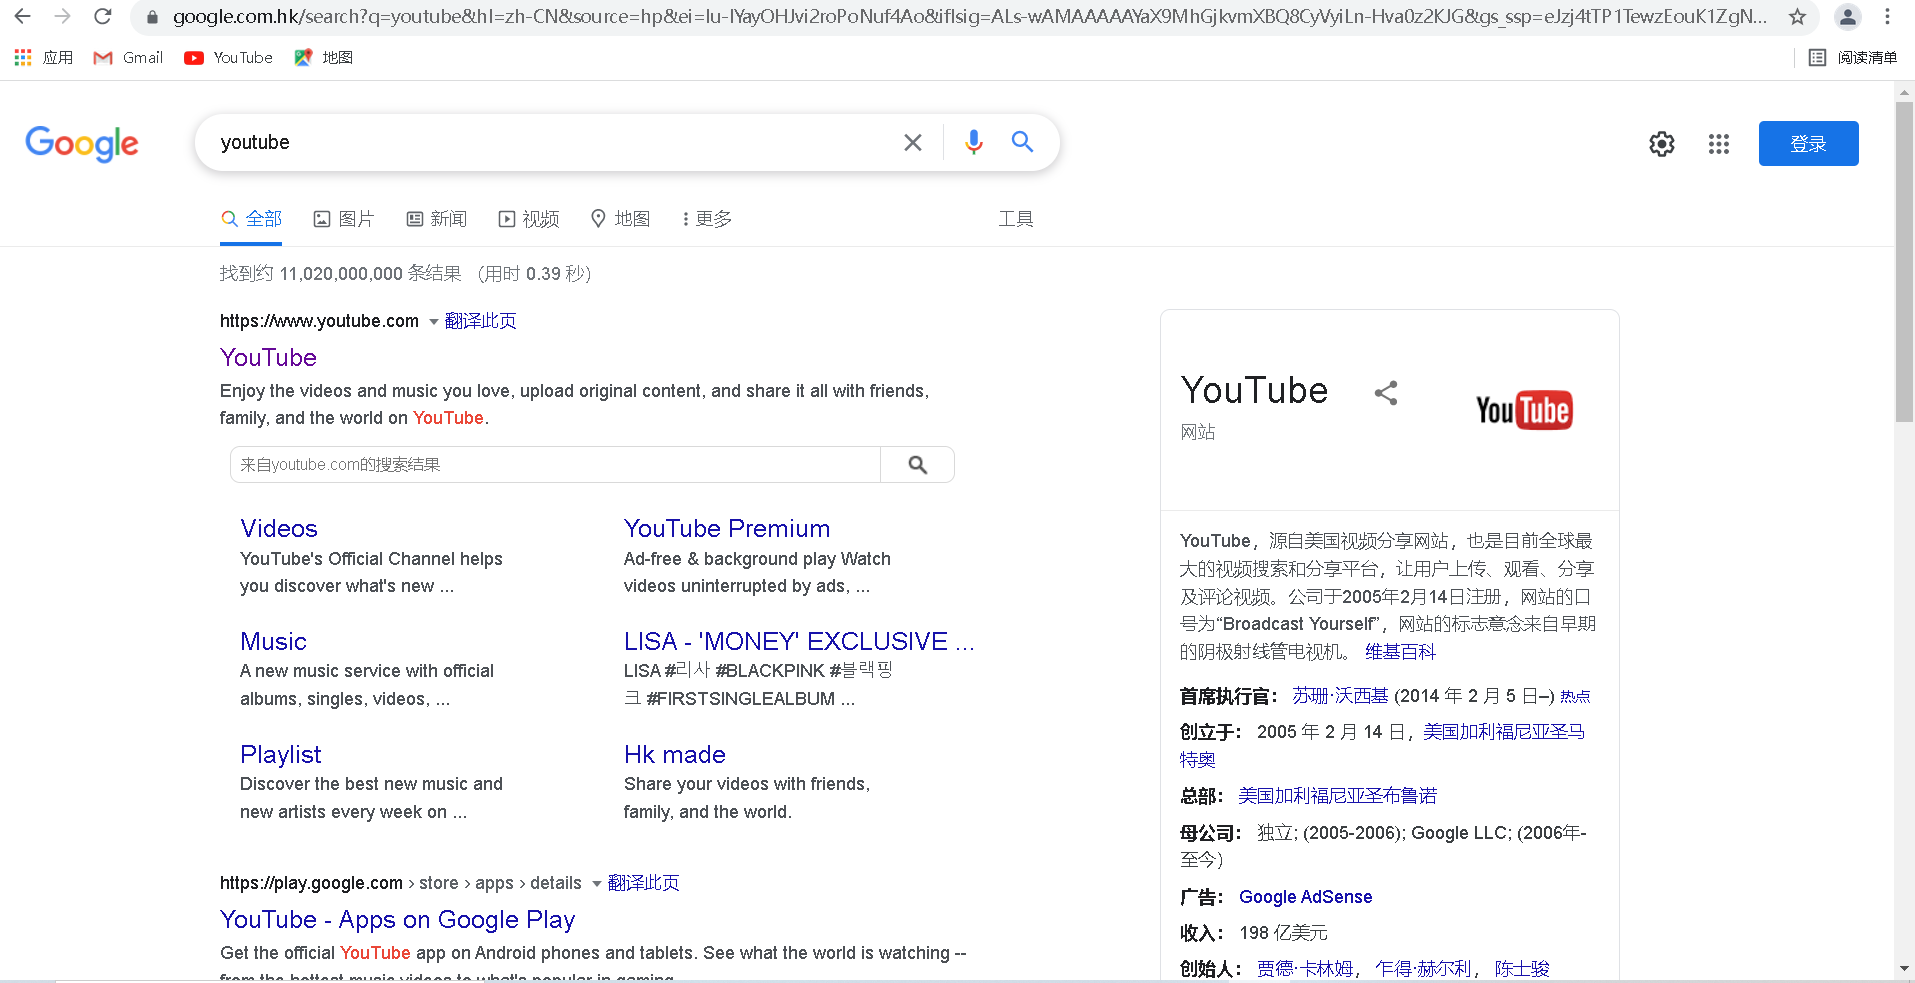 google.com.hk/search?q=youtube&hl=zh-CN&source=hp&ei=Iu-IYayOHJvi2roPoNuf4Ao&iflsig=ALs-wAMAAAAAYaX9MhGjkvmXBQ8CyVyiLn-Hva0z2KJG&gs_ssp=eJzj4tTP1TewzEouK1ZgN...
应用 Gmail YouTube 地图 阅读清单
Google youtube 登录
全部 图片 新闻 视频 地图 更多 工具
找到约 11,020,000,000 条结果 （用时 0.39 秒）
https://www.youtube.com 翻译此页
YouTube
Enjoy the videos and music you love, upload original content, and share it all with friends,
family, and the world on YouTube.
来自youtube.com的搜索结果
Videos
YouTube's Official Channel helps
you discover what's new ...
YouTube Premium
Ad-free & background play Watch
videos uninterrupted by ads, ...
Music
A new music service with official
albums, singles, videos, ...
LISA - 'MONEY' EXCLUSIVE ...
LISA #리사 #BLACKPINK #블랙핑
크 #FIRSTSINGLEALBUM ...
Playlist
Discover the best new music and
new artists every week on ...
Hk made
Share your videos with friends,
family, and the world.
https://play.google.com › store › apps › details 翻译此页
YouTube - Apps on Google Play
Get the official YouTube app on Android phones and tablets. See what the world is watching --
from the hottest music videos to what's popular in gaming
YouTube
网站
YouTube
YouTube，源自美国视频分享网站，也是目前全球最
大的视频搜索和分享平台，让用户上传、观看、分享
及评论视频。公司于2005年2月14日注册，网站的口
号为“Broadcast Yourself”，网站的标志意念来自早期
的阴极射线管电视机。 维基百科
首席执行官： 苏珊·沃西基 (2014 年 2 月 5 日–) 热点
创立于： 2005 年 2 月 14 日，美国加利福尼亚圣马
特奥
总部： 美国加利福尼亚圣布鲁诺
母公司： 独立; (2005-2006); Google LLC; (2006年-
至今）
广告： Google AdSense
收入： 198 亿美元
创始人： 贾德·卡林姆， 乍得·赫尔利， 陈士骏